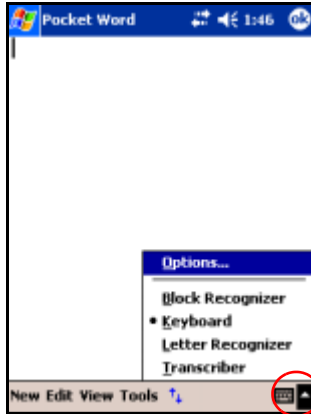 Pocket Word 1:46 ok
Options...
Block Recognizer
Keyboard
Letter Recognizer
Transcriber
New Edit View Tools